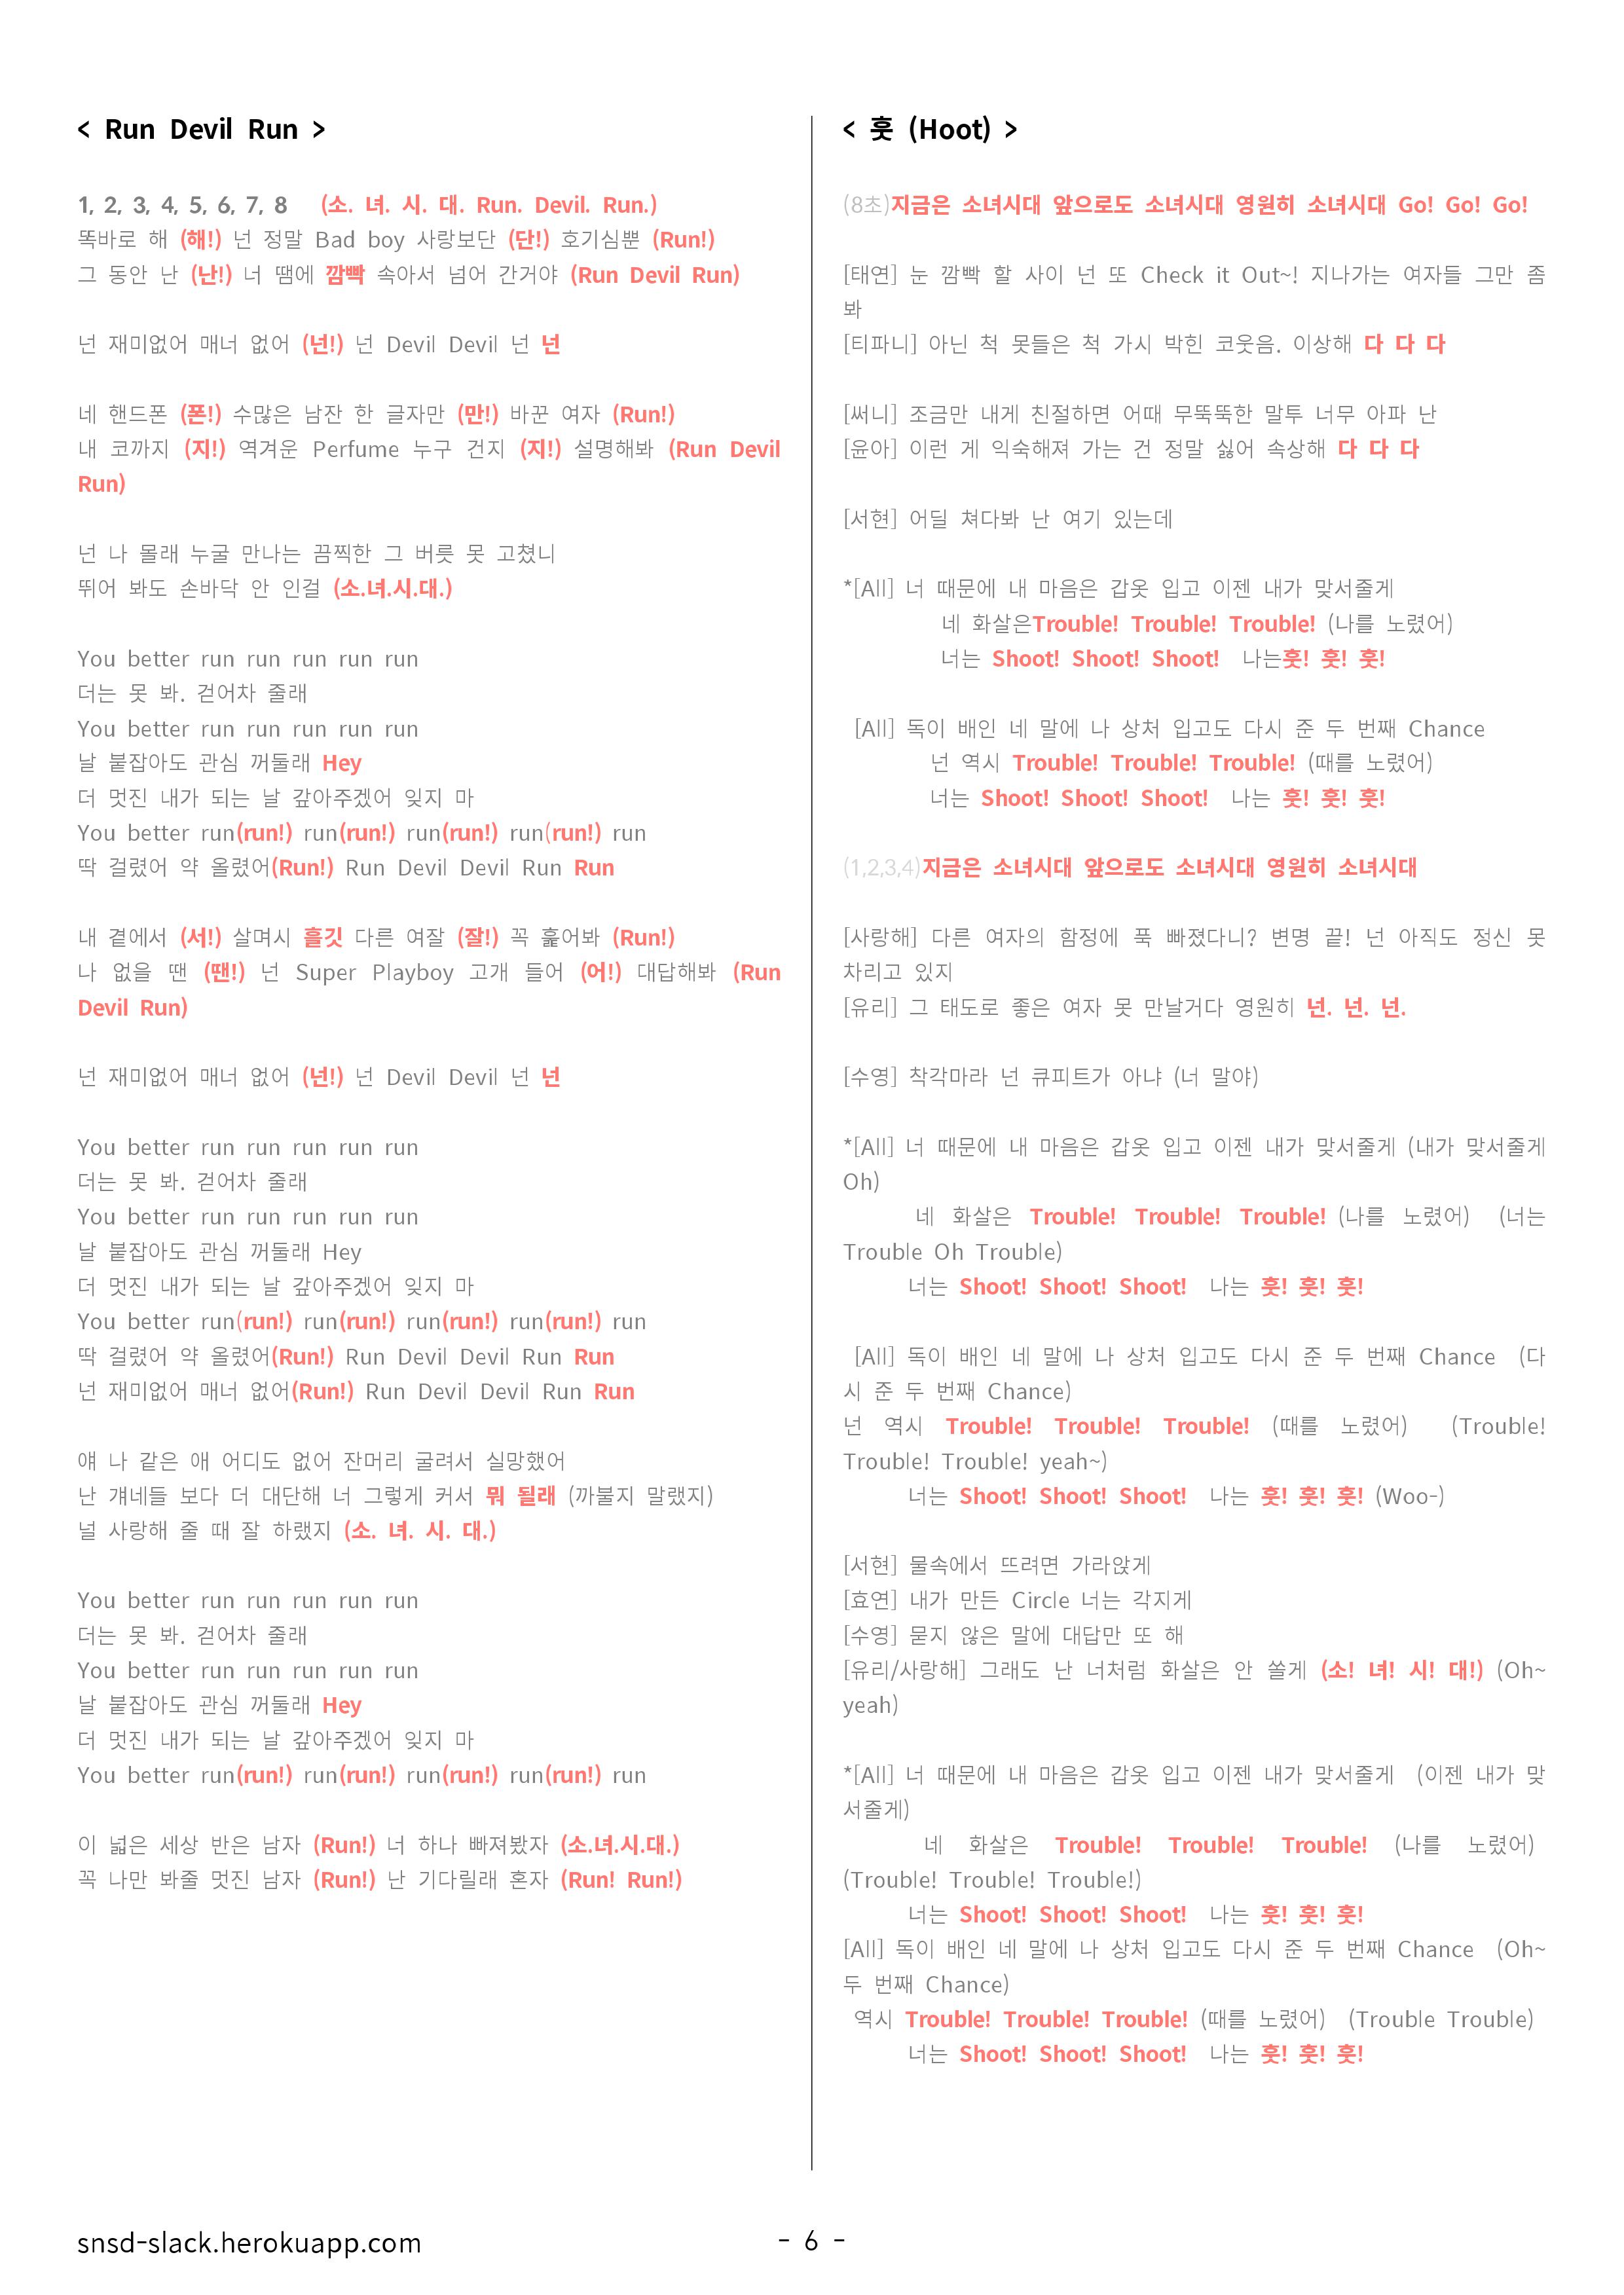 < Run Devil Run >
1, 2, 3, 4, 5, 6, 7, 8 (소. 녀. 시. 대. Run. Devil. Run.)
똑바로 해 (해!) 넌 정말 Bad boy 사랑보단 (단!) 호기심뿐 (Run!)
그 동안 난 (난!) 너 땜에 깜빡 속아서 넘어 간거야 (Run Devil Run)
넌 재미없어 매너 없어 (넌!) 넌 Devil Devil 넌 넌
네 핸드폰 (폰!) 수많은 남잔 한 글자만 (만!) 바꾼 여자 (Run!)
내 코까지 (지!) 역겨운 Perfume 누구 건지 (지!) 설명해봐 (Run Devil
Run)
넌 나 몰래 누굴 만나는 끔찍한 그 버릇 못 고쳤니
뛰어 봐도 손바닥 안 인걸 (소.녀.시.대.)
You better run run run run run
더는 못 봐. 걷어차 줄래
You better run run run run run
날 붙잡아도 관심 꺼둘래 Hey
더 멋진 내가 되는 날 갚아주겠어 잊지 마
You better run(run!) run(run!) run(run!) run(run!) run
딱 걸렸어 약 올렸어(Run!) Run Devil Devil Run Run
내 곁에서 (서!) 살며시 흘깃 다른 여잘 (잘!) 꼭 훑어봐 (Run!)
나 없을 땐 (땐!) 넌 Super Playboy 고개 들어 (어!) 대답해봐 (Run
Devil Run)
넌 재미없어 매너 없어 (넌!) 넌 Devil Devil 넌 넌
You better run run run run run
더는 못 봐. 걷어차 줄래
You better run run run run run
날 붙잡아도 관심 꺼둘래 Hey
더 멋진 내가 되는 날 갚아주겠어 잊지 마
You better run(run!) run(run!) run(run!) run(run!) run
딱 걸렸어 약 올렸어(Run!) Run Devil Devil Run Run
넌 재미없어 매너 없어(Run!) Run Devil Devil Run Run
얘 나 같은 애 어디도 없어 잔머리 굴려서 실망했어
난 걔네들 보다 더 대단해 너 그렇게 커서 뭐 될래 (까불지 말랬지)
널 사랑해 줄 때 잘 하랬지 (소. 녀. 시. 대.)
You better run run run run run
더는 못 봐. 걷어차 줄래
You better run run run run run
날 붙잡아도 관심 꺼둘래 Hey
더 멋진 내가 되는 날 갚아주겠어 잊지 마
You better run(run!) run(run!) run(run!) run(run!) run
이 넓은 세상 반은 남자 (Run!) 너 하나 빠져봤자 (소.녀.시.대.)
꼭 나만 봐줄 멋진 남자 (Run!) 난 기다릴래 혼자 (Run! Run!)
< 훗 (Hoot) >
(8초)지금은 소녀시대 앞으로도 소녀시대 영원히 소녀시대 Go! Go! Go!
[태연] 눈 깜빡 할 사이 넌 또 Check it Out~! 지나가는 여자들 그만 좀
봐
[티파니] 아닌 척 못들은 척 가시 박힌 코웃음. 이상해 다 다 다
[써니] 조금만 내게 친절하면 어때 무뚝뚝한 말투 너무 아파 난
[윤아] 이런 게 익숙해져 가는 건 정말 싫어 속상해 다 다 다
[서현] 어딜 쳐다봐 난 여기 있는데
*[All] 너 때문에 내 마음은 갑옷 입고 이젠 내가 맞서줄게
네 화살은Trouble! Trouble! Trouble! (나를 노렸어)
너는 Shoot! Shoot! Shoot! 나는훗! 훗! 훗!
[All] 독이 배인 네 말에 나 상처 입고도 다시 준 두 번째 Chance
넌 역시 Trouble! Trouble! Trouble! (때를 노렸어)
너는 Shoot! Shoot! Shoot! 나는 훗! 훗! 훗!
(1,2,3,4)지금은 소녀시대 앞으로도 소녀시대 영원히 소녀시대
[사랑해] 다른 여자의 함정에 푹 빠졌다니? 변명 끝! 넌 아직도 정신 못
차리고 있지
[유리] 그 태도로 좋은 여자 못 만날거다 영원히 넌. 넌. 넌.
[수영] 착각마라 넌 큐피트가 아냐 (너 말야)
*[All] 너 때문에 내 마음은 갑옷 입고 이젠 내가 맞서줄게 (내가 맞서줄게
Oh)
네 화살은 Trouble! Trouble! Trouble! (나를 노렸어) (너는
Trouble Oh Trouble)
너는 Shoot! Shoot! Shoot! 나는 훗! 훗! 훗!
[All] 독이 배인 네 말에 나 상처 입고도 다시 준 두 번째 Chance (다
시 준 두 번째 Chance)
넌 역시 Trouble! Trouble! Trouble! (때를 노렸어) (Trouble!
Trouble! Trouble! yeah~)
너는 Shoot! Shoot! Shoot! 나는 훗! 훗! 훗! (Woo-)
[서현] 물속에서 뜨려면 가라앉게
[효연] 내가 만든 Circle 너는 각지게
[수영] 묻지 않은 말에 대답만 또 해
[유리/사랑해] 그래도 난 너처럼 화살은 안 쏠게 (소! 녀! 시! 대!) (Oh~
yeah)
*[All] 너 때문에 내 마음은 갑옷 입고 이젠 내가 맞서줄게 (이젠 내가 맞
서줄게)
네 화살은 Trouble! Trouble! Trouble! (나를 노렸어)
(Trouble! Trouble! Trouble!)
너는 Shoot! Shoot! Shoot! 나는 훗! 훗! 훗!
[All] 독이 배인 네 말에 나 상처 입고도 다시 준 두 번째 Chance (Oh~
두 번째 Chance)
역시 Trouble! Trouble! Trouble! (때를 노렸어) (Trouble Trouble)
너는 Shoot! Shoot! Shoot! 나는 훗! 훗! 훗!
snsd-slack.herokuapp.com
- 6 -